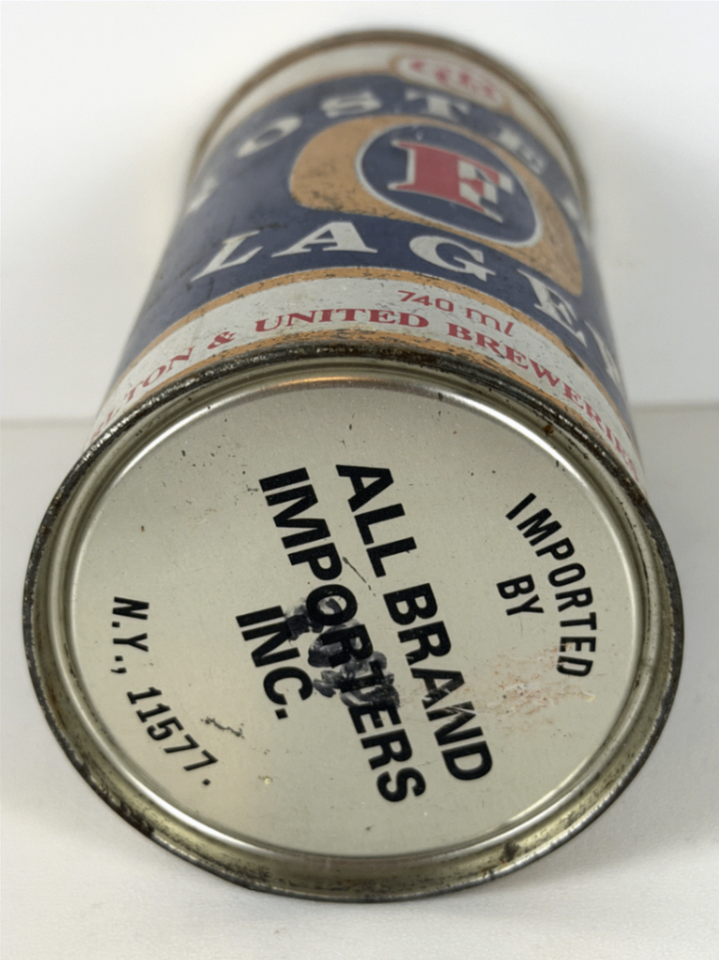 LAGER
F
740 ml
& UNITED BREWERIES
IMPORTED
BY
ALL BRAND
IMPORTERS
INC.
N.Y., 11577.